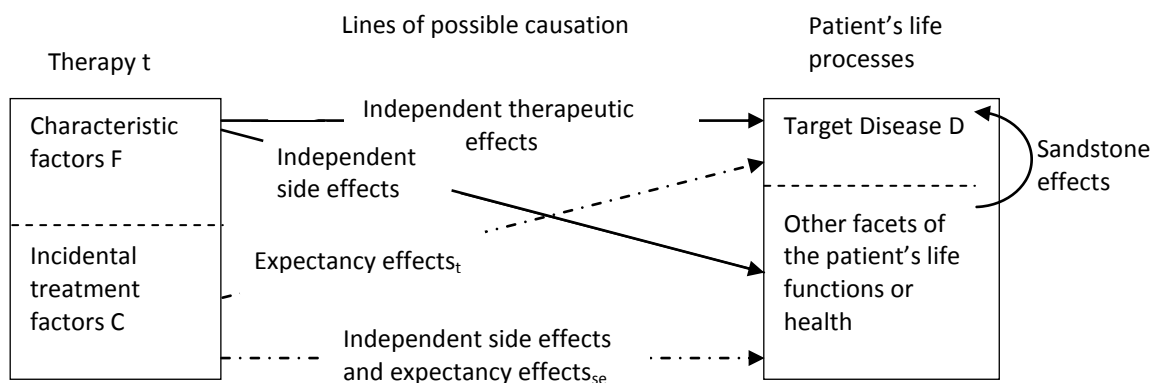 Lines of possible causation
Patient’s life
processes
Therapy t
Characteristic
factors F
Independent therapeutic
effects
Independent
side effects
Target Disease D
Sandstone
effects
Incidental
treatment
factors C
Expectancy effectsₜ
Other facets of
the patient’s life
functions or
health
Independent side effects
and expectancy effectsₛₑ